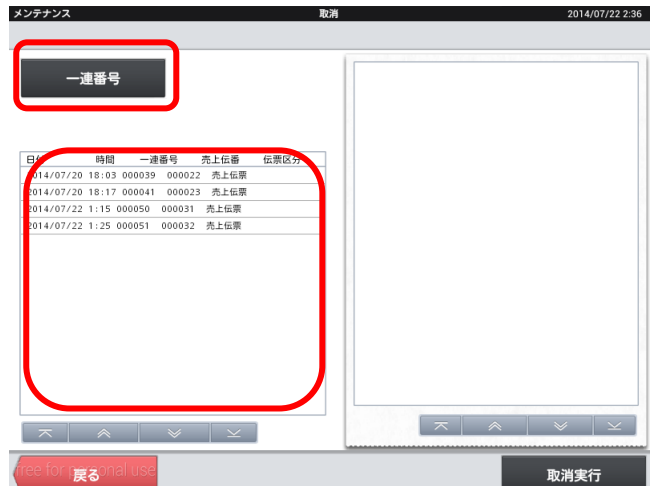 メンテナンス 取消 2014/07/22 2:36
一連番号
時間 一連番号 売上伝番 伝票区分
2014/07/20 18:03 000039 000022 売上伝票
2014/07/20 18:17 000041 000023 売上伝票
2014/07/22 1:15 000050 000031 売上伝票
2014/07/22 1:25 000051 000032 売上伝票
free for personal use
戻る 取消実行